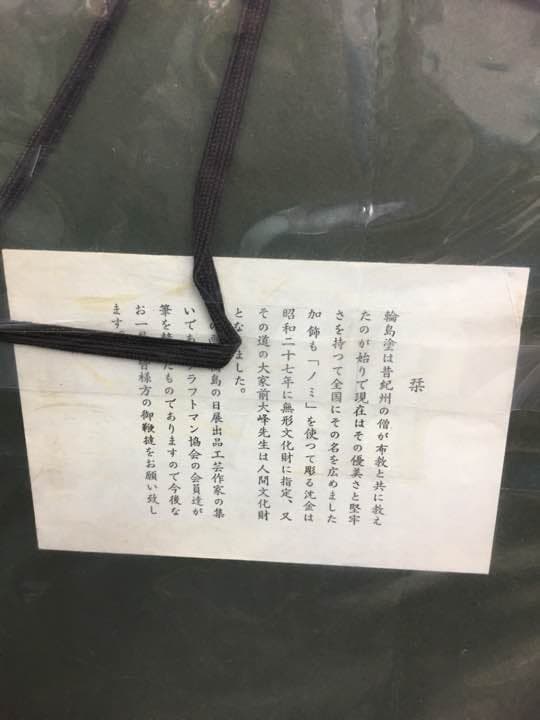 栞
輪島塗は昔紀州の僧が布教と共に教え
たのが始りで現在はその優美さと堅牢
さを持つて全国にその名を広めました
加飾も「ノミ」を使つて彫る沈金は
昭和二十七年に無形文化財に指定、又
その道の大家前大峰先生は人間文化財
となりました。
の 島の日展出品工芸作家の集
いであ ラフトマン協会の会員達が
筆を たものでありますので今後な
お一 皆様方の御鞭撻をお願い致し
ます